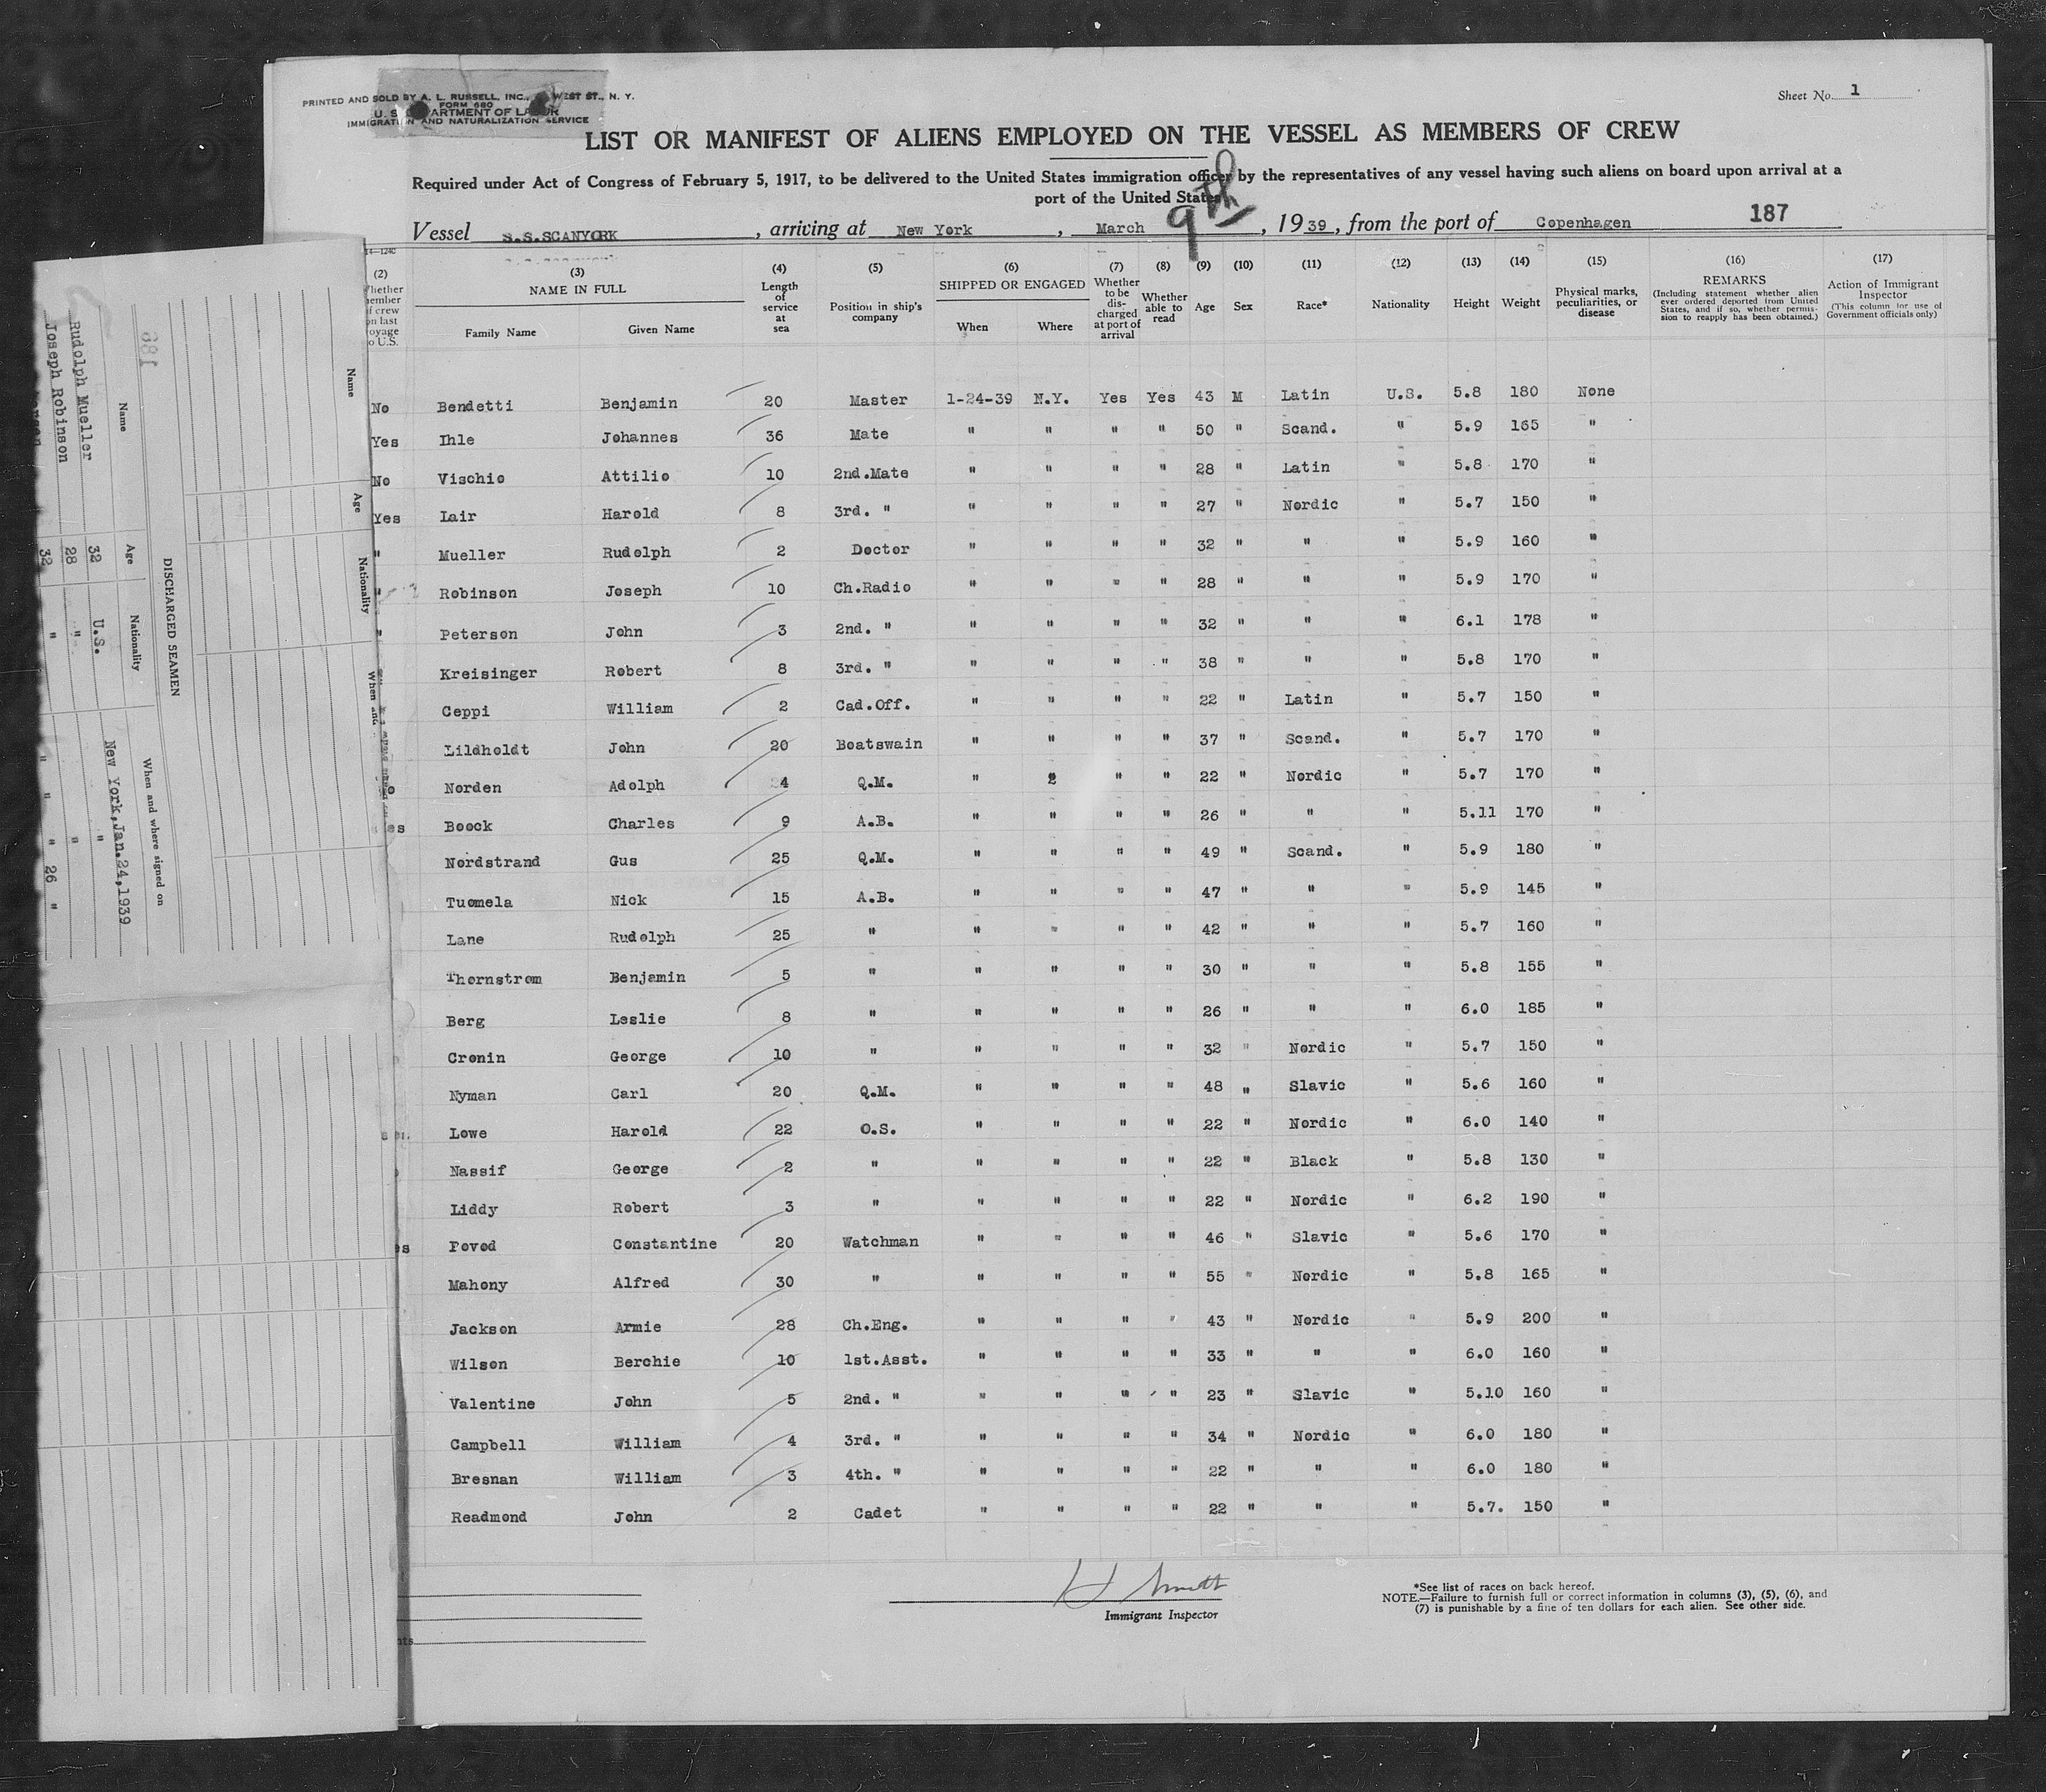 PRINTED AND SOLD BY A. L. RUSSELL, INC., WEST ST., N. Y.
FORM 680
U. S. DEPARTMENT OF LABOR
IMMIGRATION AND NATURALIZATION SERVICE
Sheet No. 1
LIST OR MANIFEST OF ALIENS EMPLOYED ON THE VESSEL AS MEMBERS OF CREW
Required under Act of Congress of February 5, 1917, to be delivered to the United States immigration officer by the representatives of any vessel having such aliens on board upon arrival at a
port of the United States
Vessel S.S.SCANYORK, arriving at New York, March 9th, 1939, from the port of Copenhagen 187
14-1240
(2) (3) (4) (5) (6) (7) (8) (9) (10) (11) (12) (13) (14) (15) (16) (17)
Whether member of crew on last voyage to U.S.
NAME IN FULL
Family Name Given Name
Length of service at sea
Position in ship's company
SHIPPED OR ENGAGED
When Where
Whether to be discharged at port of arrival
Whether able to read
Age Sex Race* Nationality Height Weight
Physical marks, peculiarities, or disease
REMARKS
(Including statement whether alien ever ordered deported from United States, and if so, whether permission to reapply has been obtained.)
Action of Immigrant Inspector
(This column for use of Government officials only)
No Bendetti Benjamin 20 Master 1-24-39 N.Y. Yes Yes 43 M Latin U.S. 5.8 180 None
Yes Ihle Johannes 36 Mate " " " " 50 " Scand. " 5.9 165 "
No Vischio Attilio 10 2nd.Mate " " " " 28 " Latin " 5.8 170 "
Yes Lair Harold 8 3rd. " " " " " 27 " Nordic " 5.7 150 "
" Mueller Rudolph 2 Doctor " " " " 32 " " " 5.9 160 "
" Robinson Joseph 10 Ch.Radio " " " " 28 " " " 5.9 170 "
" Peterson John 3 2nd. " " " " " 32 " " " 6.1 178 "
Kreisinger Robert 8 3rd. " " " " " 38 " " " 5.8 170 "
Ceppi William 2 Cad.Off. " " " " 22 " Latin " 5.7 150 "
Lildholdt John 20 Boatswain " " " " 37 " Scand. " 5.7 170 "
Norden Adolph 4 Q.M. " " " " 22 " Nordic " 5.7 170 "
Boock Charles 9 A.B. " " " " 26 " " " 5.11 170 "
Nordstrand Gus 25 Q.M. " " " " 49 " Scand. " 5.9 180 "
Tuomela Nick 15 A.B. " " " " 47 " " " 5.9 145 "
Lane Rudolph 25 " " " " " 42 " " " 5.7 160 "
Thornstrom Benjamin 5 " " " " " 30 " " " 5.8 155 "
Berg Leslie 8 " " " " " 26 " " " 6.0 185 "
Cronin George 10 " " " " " 32 " Nordic " 5.7 150 "
Nyman Carl 20 Q.M. " " " " 48 " Slavic " 5.6 160 "
Lowe Harold 22 O.S. " " " " 22 " Nordic " 6.0 140 "
Nassif George 2 " " " " " 22 " Black " 5.8 130 "
Liddy Robert 3 " " " " " 22 " Nordic " 6.2 190 "
Povod Constantine 20 Watchman " " " " 46 " Slavic " 5.6 170 "
Mahony Alfred 30 " " " " " 55 " Nordic " 5.8 165 "
Jackson Armie 28 Ch.Eng. " " " " 43 " Nordic " 5.9 200 "
Wilson Berchie 10 1st.Asst. " " " " 33 " " " 6.0 160 "
Valentine John 5 2nd. " " " " " 23 " Slavic " 5.10 160 "
Campbell William 4 3rd. " " " " " 34 " Nordic " 6.0 180 "
Bresnan William 3 4th. " " " " " 22 " " " 6.0 180 "
Readmond John 2 Cadet " " " " 22 " " " 5.7. 150 "
Immigrant Inspector
*See list of races on back hereof.
NOTE.—Failure to furnish full or correct information in columns (3), (5), (6), and
(7) is punishable by a fine of ten dollars for each alien. See other side.
Name Age Nationality When and
DISCHARGED SEAMEN
Name Age Nationality When and where signed on
Rudolph Mueller 32 U.S. New York, Jan.24,1939
Joseph Robinson 28 " " "
32 " " " 26 "